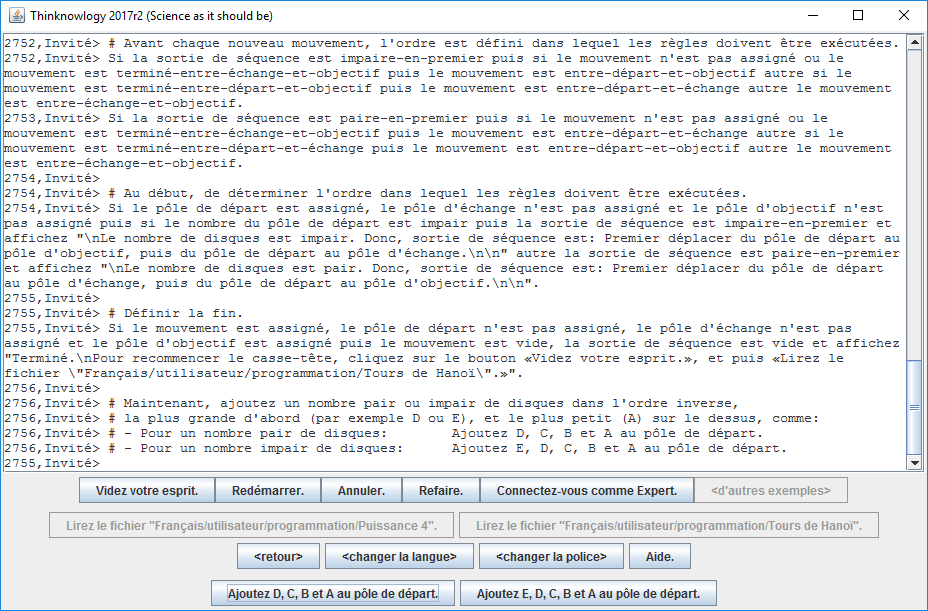 Thinknowlogy 2017r2 (Science as it should be)
2752,Invité> # Avant chaque nouveau mouvement, l'ordre est défini dans lequel les règles doivent être exécutées.
2752,Invité> Si la sortie de séquence est impaire-en-premier puis si le mouvement n'est pas assigné ou le
mouvement est terminé-entre-échange-et-objectif puis le mouvement est entre-départ-et-objectif autre si le
mouvement est terminé-entre-départ-et-objectif puis le mouvement est entre-départ-et-échange autre le mouvement
est entre-échange-et-objectif.
2753,Invité> Si la sortie de séquence est paire-en-premier puis si le mouvement n'est pas assigné ou le
mouvement est terminé-entre-échange-et-objectif puis le mouvement est entre-départ-et-échange autre si le
mouvement est terminé-entre-départ-et-échange puis le mouvement est entre-départ-et-objectif autre le mouvement
est entre-échange-et-objectif.
2754,Invité>
2754,Invité> # Au début, de déterminer l'ordre dans lequel les règles doivent être exécutées.
2754,Invité> Si le pôle de départ est assigné, le pôle d'échange n'est pas assigné et le pôle d'objectif n'est
pas assigné puis si le nombre du pôle de départ est impair puis la sortie de séquence est impaire-en-premier et
affichez "\nLe nombre de disques est impair. Donc, sortie de séquence est: Premier déplacer du pôle de départ au
pôle d'objectif, puis du pôle de départ au pôle d'échange.\n\n" autre la sortie de séquence est paire-en-premier
et affichez "\nLe nombre de disques est pair. Donc, sortie de séquence est: Premier déplacer du pôle de départ
au pôle d'échange, puis du pôle de départ au pôle d'objectif.\n\n".
2755,Invité>
2755,Invité> # Définir la fin.
2755,Invité> Si le mouvement est assigné, le pôle de départ n'est pas assigné, le pôle d'échange n'est pas
assigné et le pôle d'objectif est assigné puis le mouvement est vide, la sortie de séquence est vide et affichez
"Terminé.\nPour recommencer le casse-tête, cliquez sur le bouton «Videz votre esprit.», et puis «Lirez le
fichier \"Français/utilisateur/programmation/Tours de Hanoï\".»".
2756,Invité>
2756,Invité> # Maintenant, ajoutez un nombre pair ou impair de disques dans l'ordre inverse,
2756,Invité> # la plus grande d'abord (par exemple D ou E), et le plus petit (A) sur le dessus, comme:
2756,Invité> # - Pour un nombre pair de disques: Ajoutez D, C, B et A au pôle de départ.
2756,Invité> # - Pour un nombre impair de disques: Ajoutez E, D, C, B et A au pôle de départ.
2755,Invité>
Videz votre esprit. Redémarrer. Annuler. Refaire. Connectez-vous comme Expert. <d'autres exemples>
Lirez le fichier "Français/utilisateur/programmation/Puissance 4". Lirez le fichier "Français/utilisateur/programmation/Tours de Hanoï".
<retour> <changer la langue> <changer la police> Aide.
Ajoutez D, C, B et A au pôle de départ. Ajoutez E, D, C, B et A au pôle de départ.